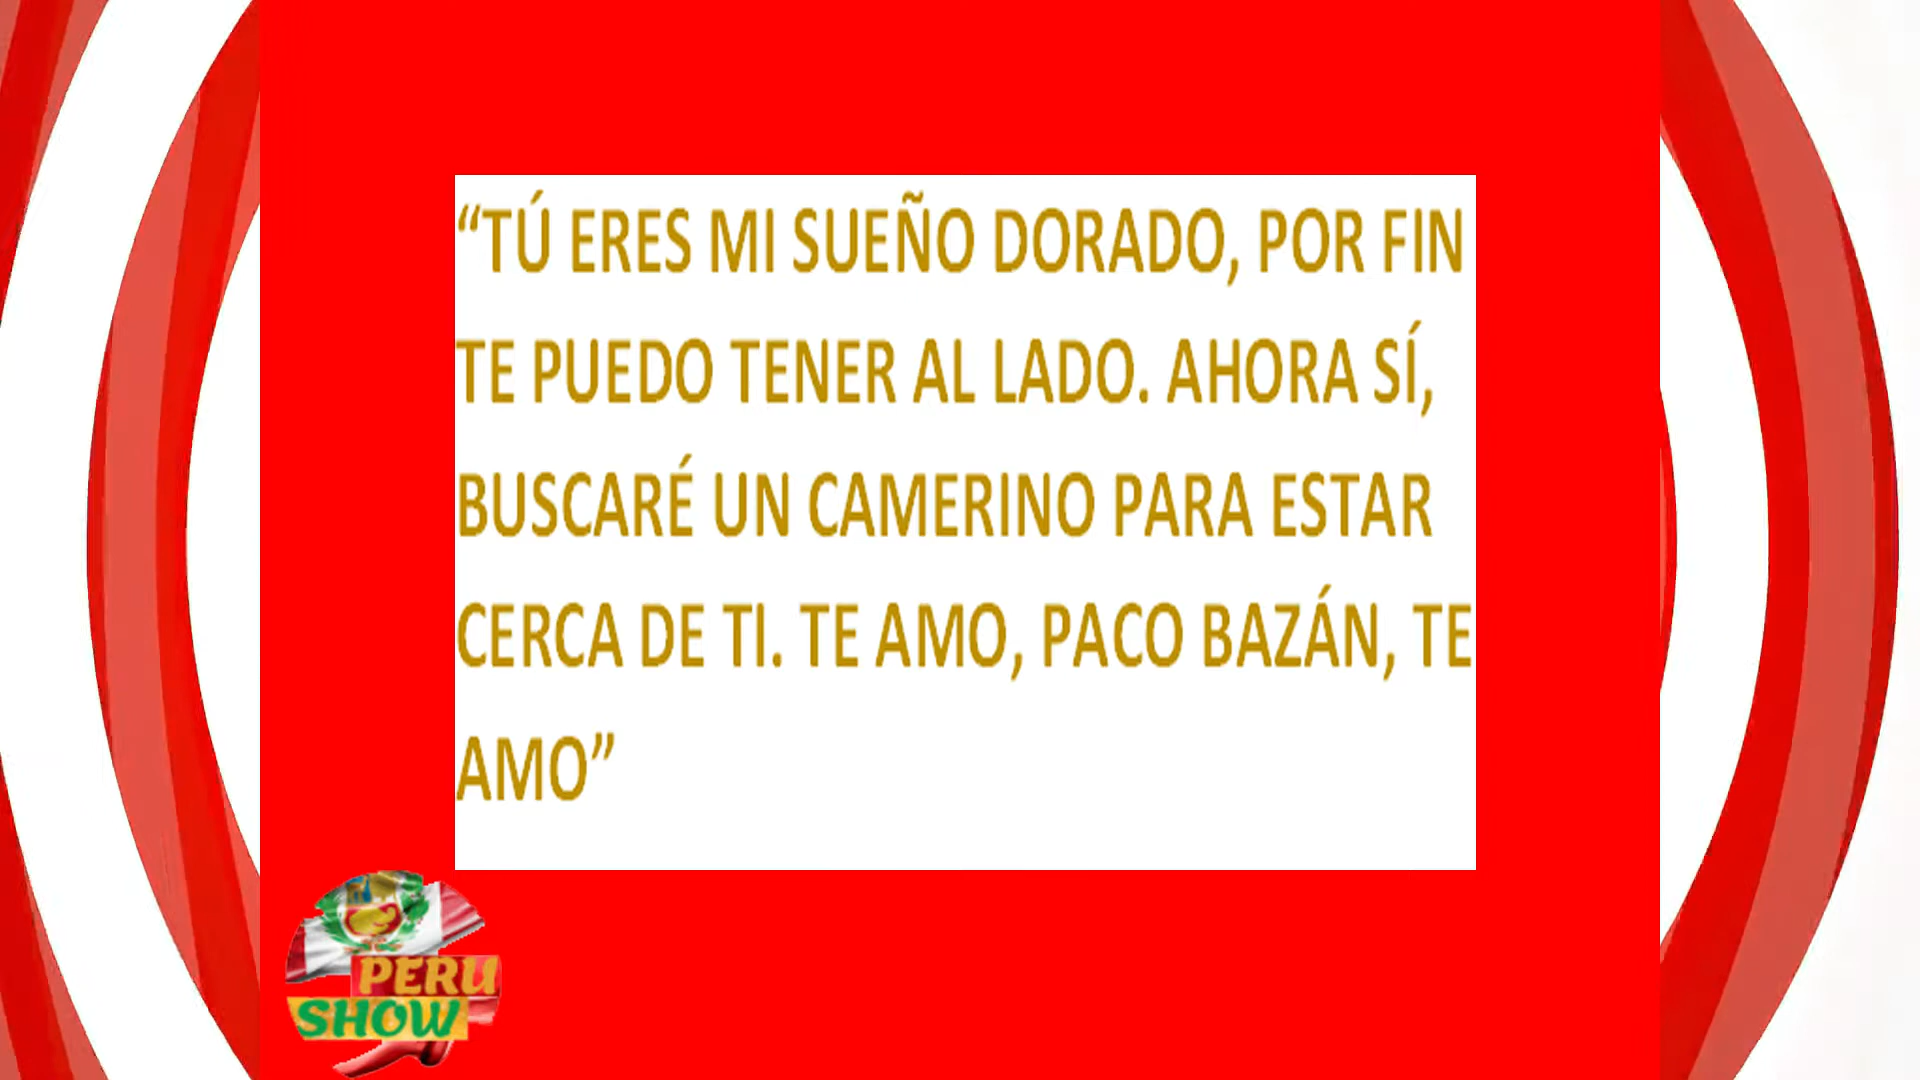 “TÚ ERES MI SUEÑO DORADO, POR FIN
TE PUEDO TENER AL LADO. AHORA SÍ,
BUSCARÉ UN CAMERINO PARA ESTAR
CERCA DE TI. TE AMO, PACO BAZÁN, TE
AMO”
PERU
SHOW